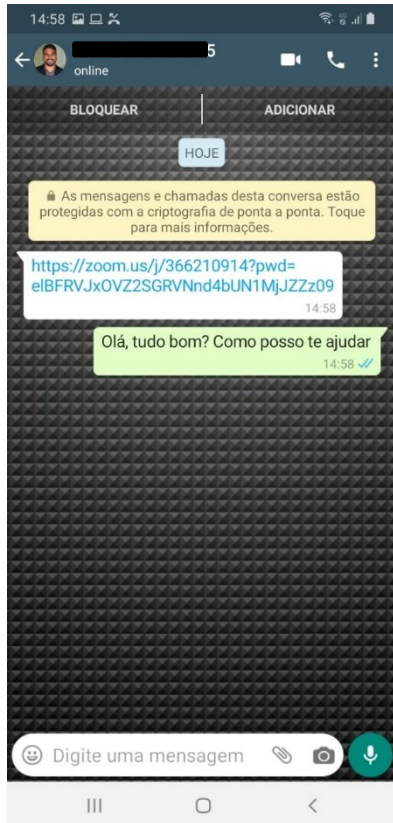 14:58
5
online
BLOQUEAR
ADICIONAR
HOJE
As mensagens e chamadas desta conversa estão
protegidas com a criptografia de ponta a ponta. Toque
para mais informações.
https://zoom.us/j/366210914?pwd=
elBFRVJxOVZ2SGRVNnd4bUN1MjJZZz09
14:58
Olá, tudo bom? Como posso te ajudar
14:58
Digite uma mensagem